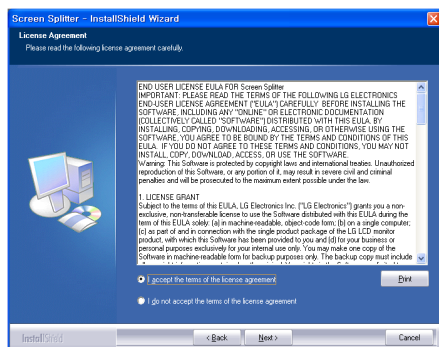 Screen Splitter - InstallShield Wizard
License Agreement
Please read the following license agreement carefully.
END USER LICENSE EULA FOR Screen Splitter
IMPORTANT: PLEASE READ THE TERMS OF THE FOLLOWING LG ELECTRONICS
END-USER LICENSE AGREEMENT ("EULA") CAREFULLY BEFORE INSTALLING THE
SOFTWARE, INCLUDING ANY "ONLINE" OR ELECTRONIC DOCUMENTATION
(COLLECTIVELY CALLED "SOFTWARE") DISTRIBUTED WITH THIS EULA. BY
INSTALLING, COPYING, DOWNLOADING, ACCESSING, OR OTHERWISE USING THE
SOFTWARE, YOU AGREE TO BE BOUND BY THE TERMS AND CONDITIONS OF THIS
EULA. IF YOU DO NOT AGREE TO THESE TERMS AND CONDITIONS, YOU MAY NOT
INSTALL, COPY, DOWNLOAD, ACCESS, OR USE THE SOFTWARE.
Warning: This Software is protected by copyright laws and international treaties. Unauthorized
reproduction of this Software, or any portion of it, may result in severe civil and criminal
penalties and will be prosecuted to the maximum extent possible under the law.
1. LICENSE GRANT
Subject to the terms of this EULA, LG Electronics Inc. ("LG Electronics") grants you a non-
exclusive, non-transferable license to use the Software distributed with this EULA during the
term of this EULA solely: (a) in machine-readable, object-code form; (b) on a single computer;
(c) as part of and in connection with the single product package of the LG LCD monitor
product, with which this Software has been provided to you and (d) for your business or
personal purposes exclusively for your internal use only. You may make one copy of the
Software in machine-readable form for backup purposes only. The backup copy must include
I accept the terms of the license agreement
Print
I do not accept the terms of the license agreement
InstallShield
< Back
Next >
Cancel